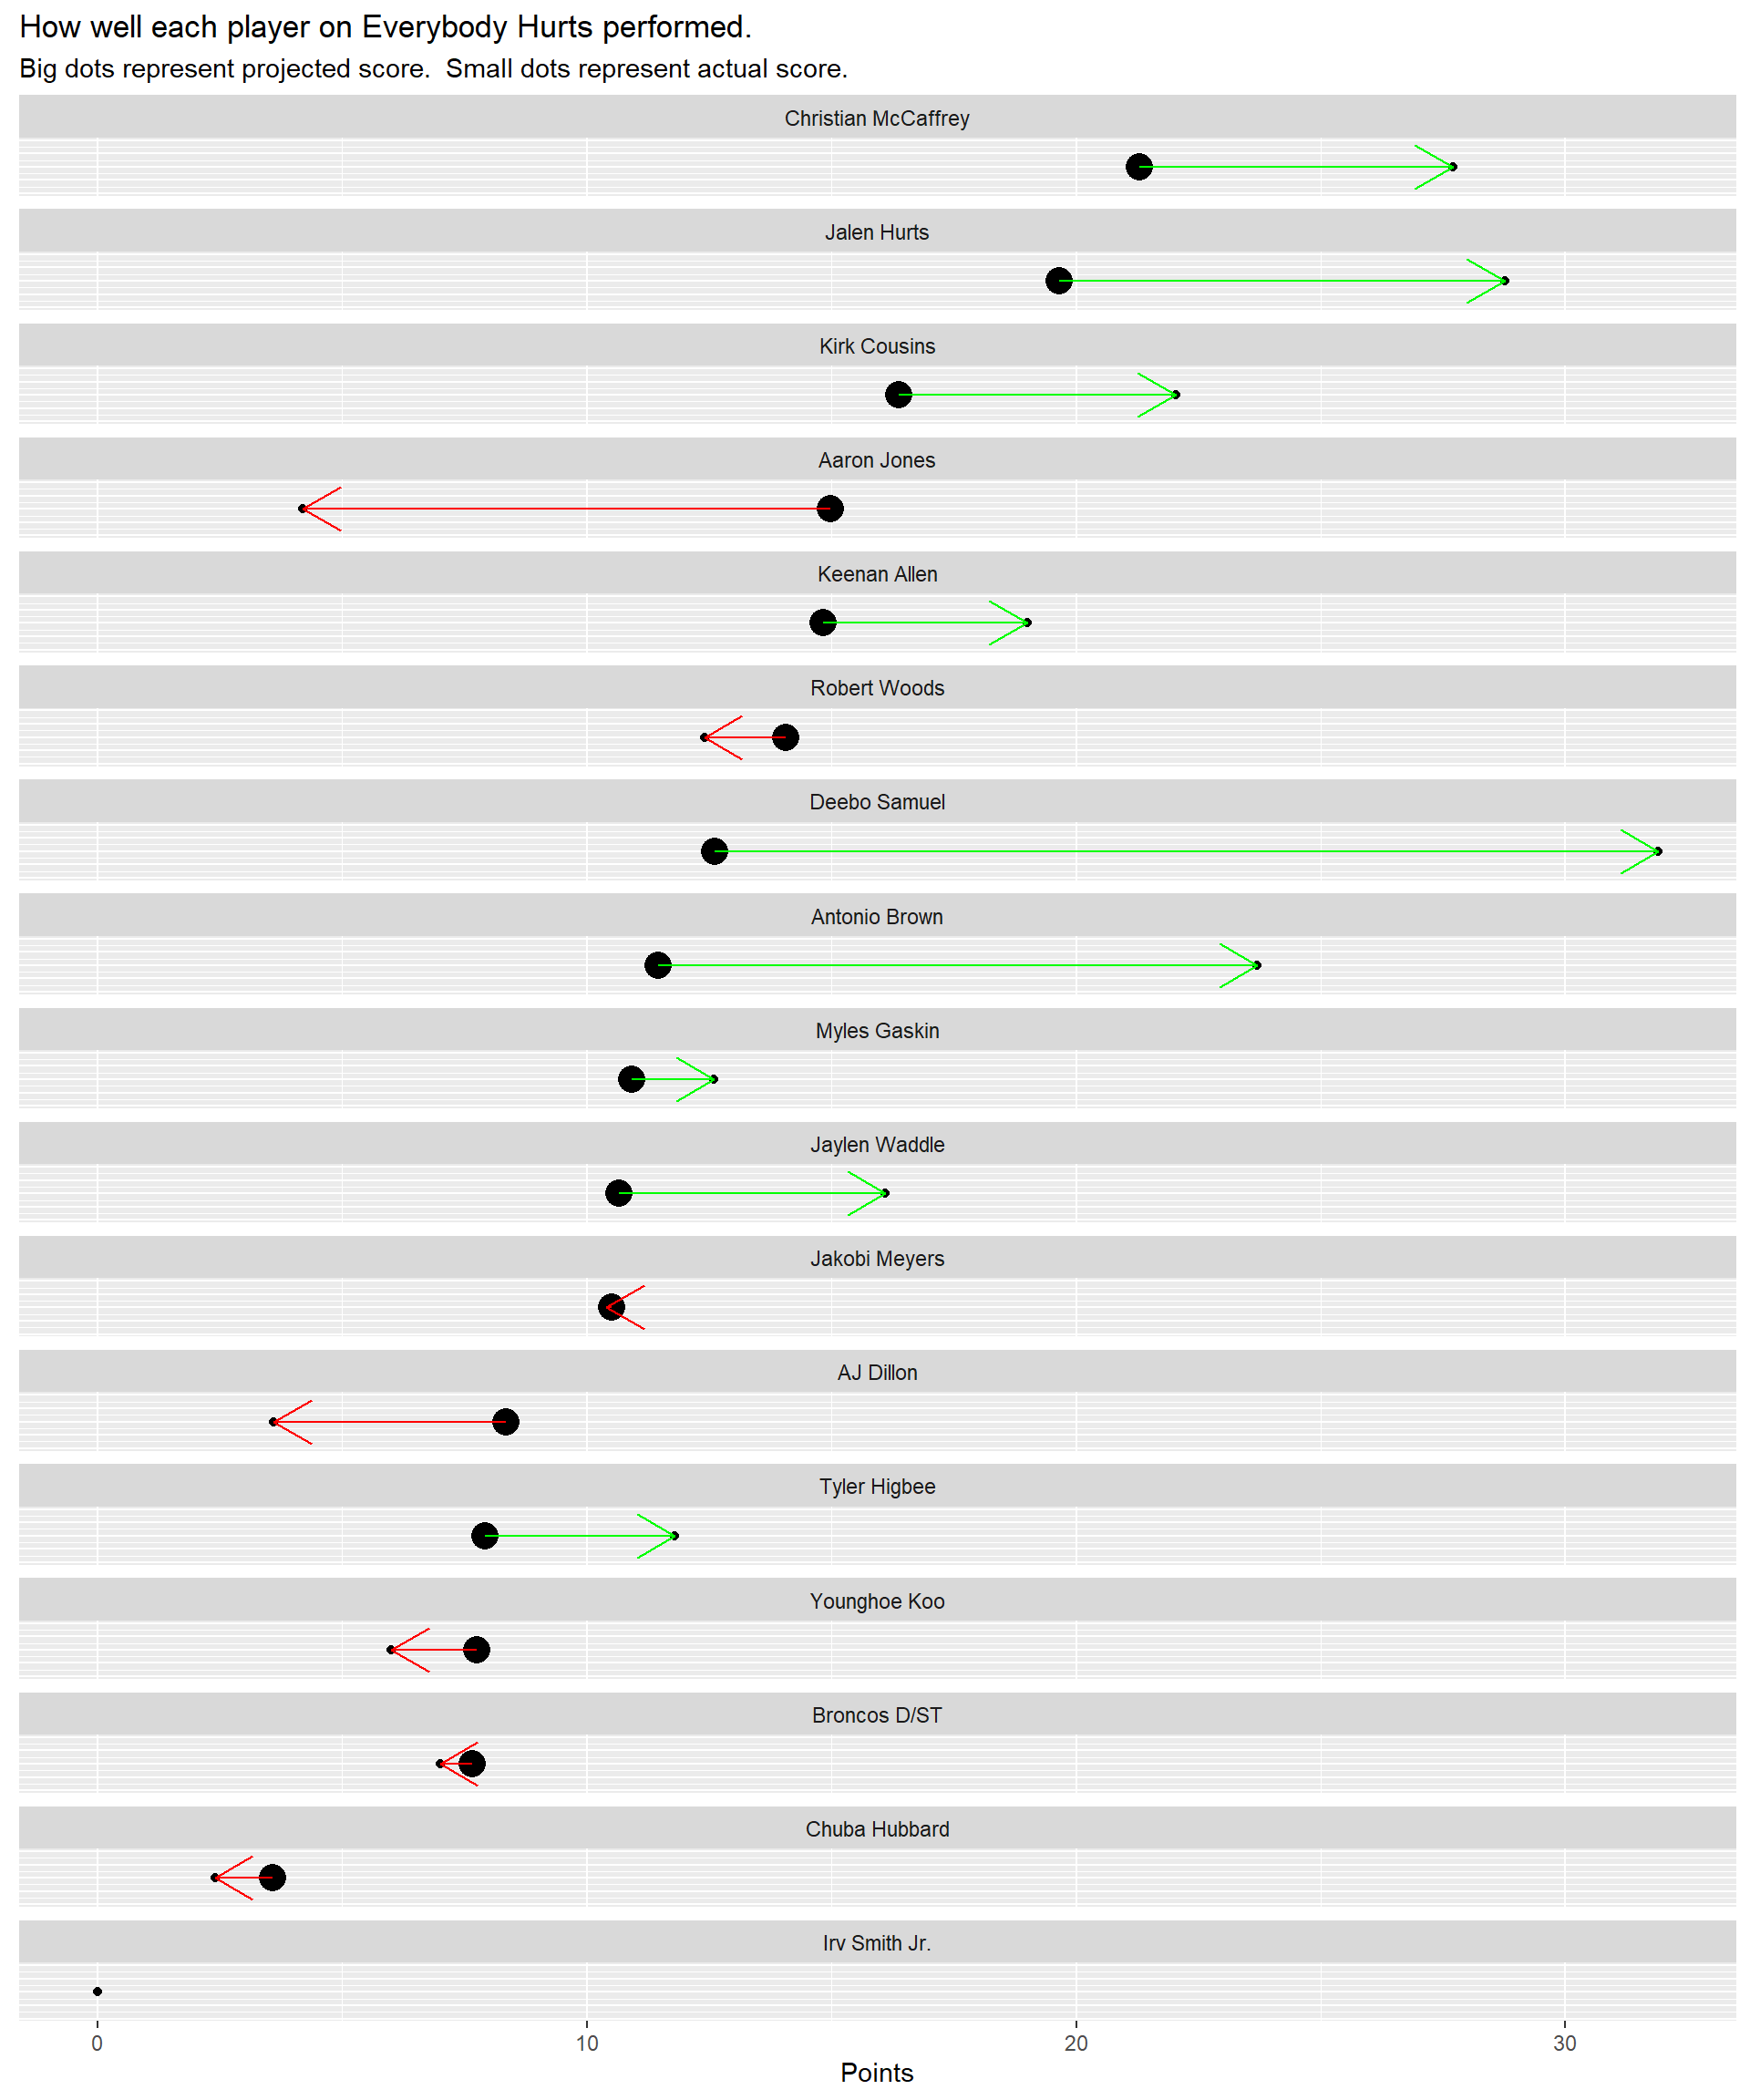 How well each player on Everybody Hurts performed.
Big dots represent projected score.  Small dots represent actual score.
Christian McCaffrey
Jalen Hurts
Kirk Cousins
Aaron Jones
Keenan Allen
Robert Woods
Deebo Samuel
Antonio Brown
Myles Gaskin
Jaylen Waddle
Jakobi Meyers
AJ Dillon
Tyler Higbee
Younghoe Koo
Broncos D/ST
Chuba Hubbard
Irv Smith Jr.
0 10 20 30
Points